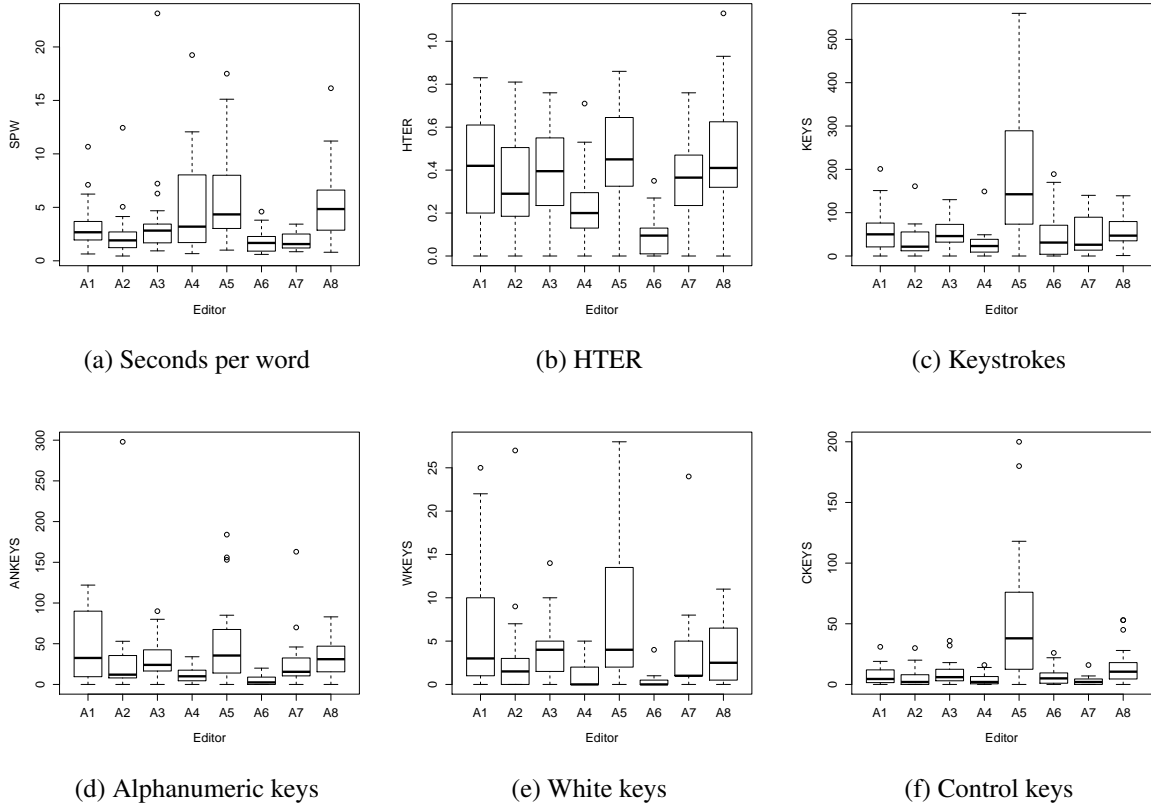 SPW
20
15
10
5
0
A1 A2 A3 A4 A5 A6 A7 A8
Editor
(a) Seconds per word
HTER
1.0
0.8
0.6
0.4
0.2
0.0
A1 A2 A3 A4 A5 A6 A7 A8
Editor
(b) HTER
KEYS
500
400
300
200
100
0
A1 A2 A3 A4 A5 A6 A7 A8
Editor
(c) Keystrokes
ANKEYS
300
250
200
150
100
50
0
A1 A2 A3 A4 A5 A6 A7 A8
Editor
(d) Alphanumeric keys
WKEYS
25
20
15
10
5
0
A1 A2 A3 A4 A5 A6 A7 A8
Editor
(e) White keys
CKEYS
200
150
100
50
0
A1 A2 A3 A4 A5 A6 A7 A8
Editor
(f) Control keys